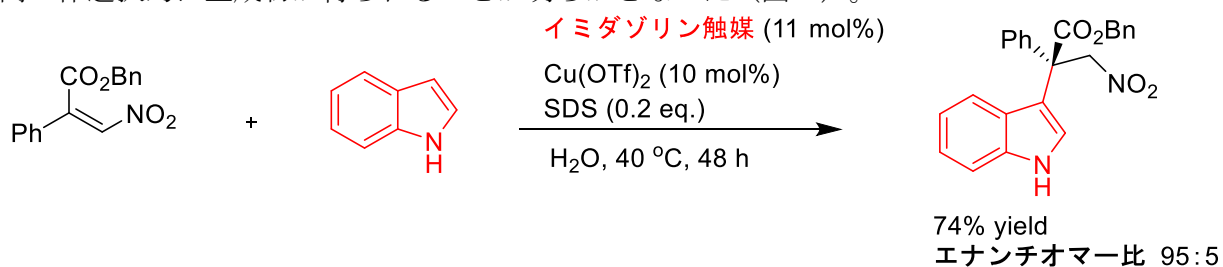 イミダゾリン触媒 (11 mol%)
Cu(OTf)2 (10 mol%)
SDS (0.2 eq.)
H2O, 40 oC, 48 h
CO2Bn
Ph
NO2
+
N
H
Ph
CO2Bn
NO2
N
H
74% yield
エナンチオマー比 95:5